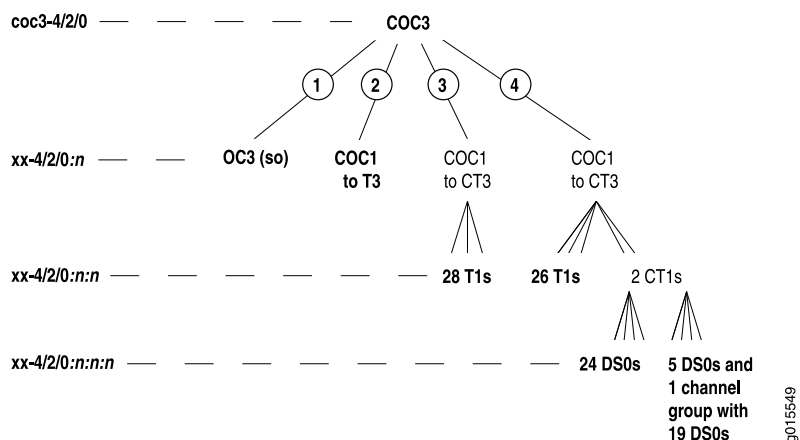 coc3-4/2/0
COC3
1
2
3
4
xx-4/2/0:n
OC3 (so)
COC1
to T3
COC1
to CT3
COC1
to CT3
xx-4/2/0:n:n
28 T1s
26 T1s
2 CT1s
xx-4/2/0:n:n:n
24 DS0s
5 DS0s and
1 channel
group with
19 DS0s
g015549